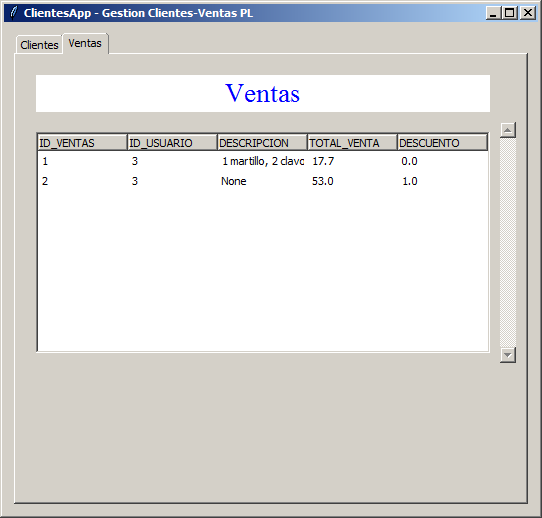 ClientesApp - Gestion Clientes-Ventas PL
Clientes Ventas
Ventas
ID_VENTAS ID_USUARIO DESCRIPCION TOTAL_VENTA DESCUENTO
1 3 1 martillo, 2 clavo 17.7 0.0
2 3 None 53.0 1.0